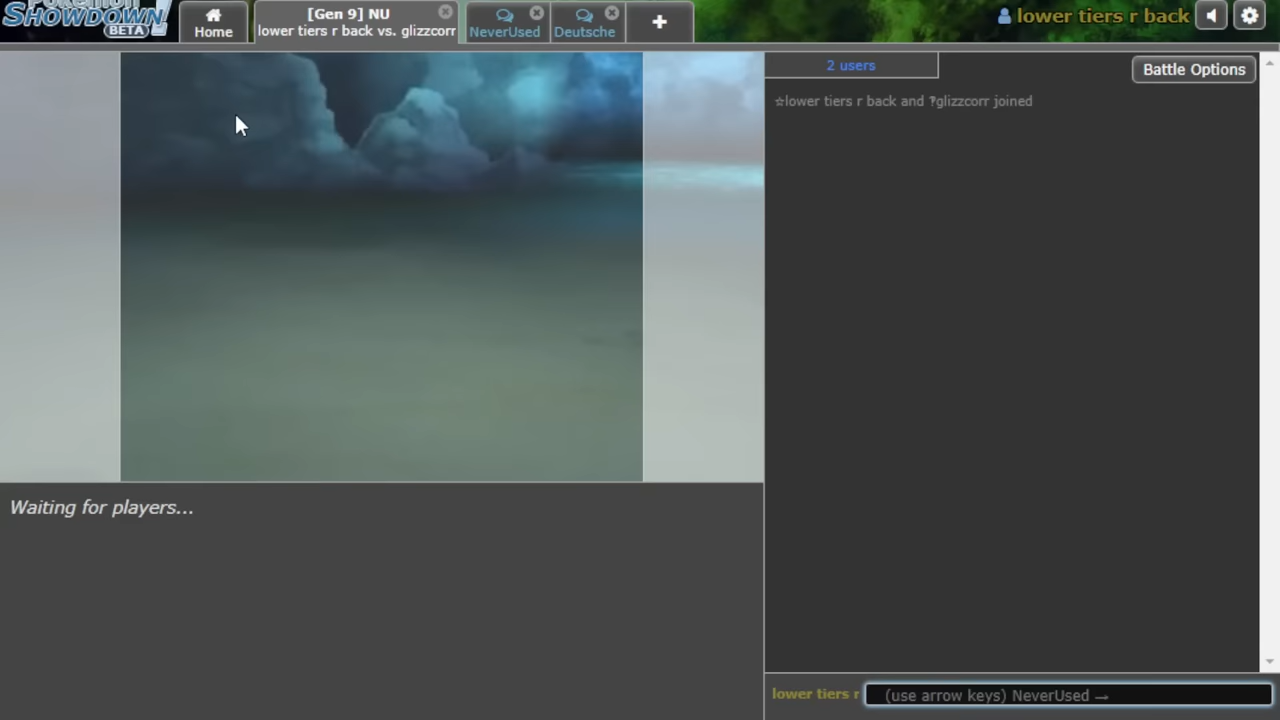 Pokémon
SHOWDOWN!
BETA
Home
[Gen 9] NU
lower tiers r back vs. glizzcorr
NeverUsed
Deutsche
lower tiers r back
2 users
Battle Options
☆lower tiers r back and ?glizzcorr joined
Waiting for players...
lower tiers r
(use arrow keys) NeverUsed →